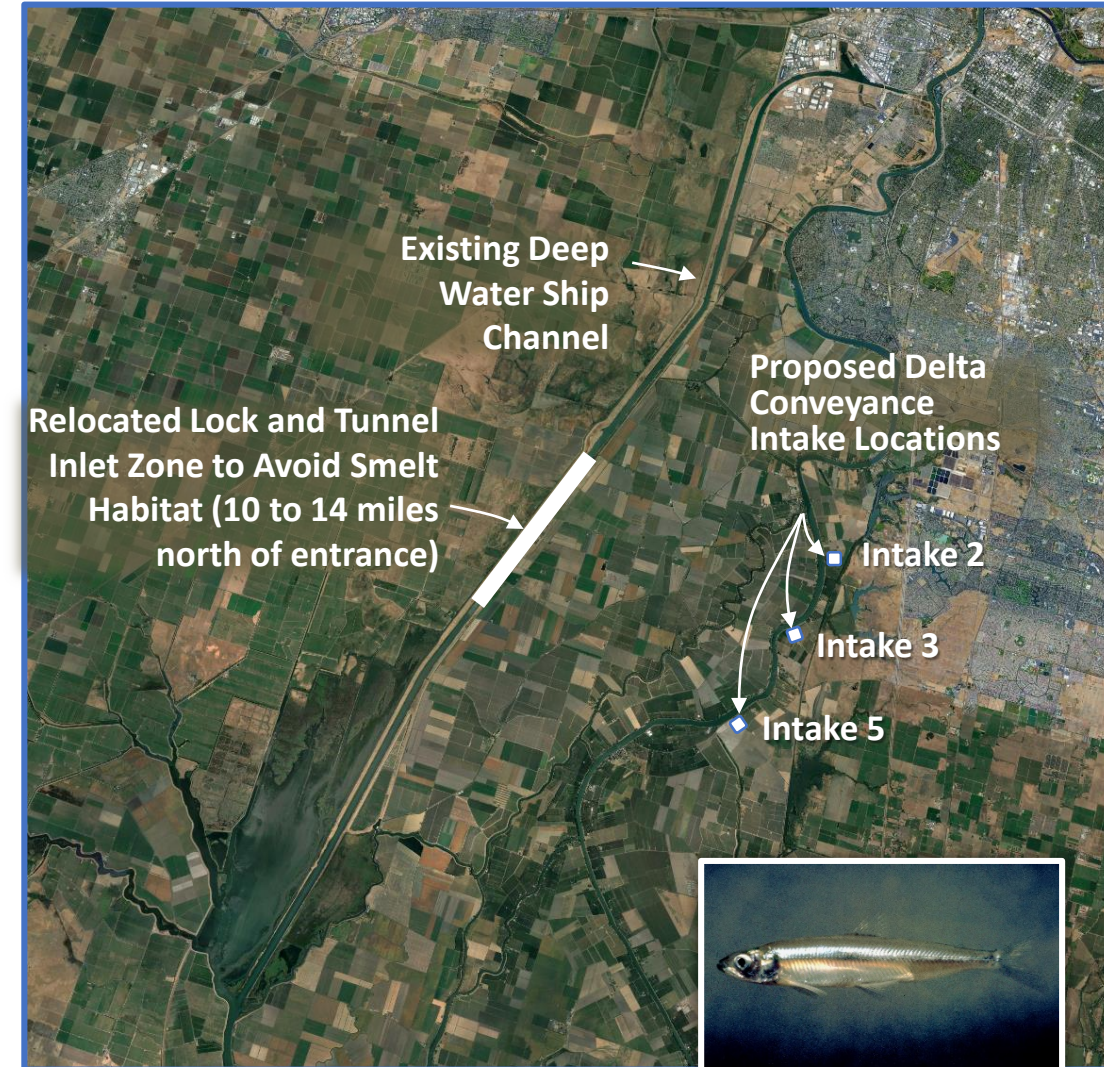 Existing Deep
Water Ship
Channel
Proposed Delta
Conveyance
Intake Locations
Relocated Lock and Tunnel
Inlet Zone to Avoid Smelt
Habitat (10 to 14 miles
north of entrance)
Intake 2
Intake 3
Intake 5